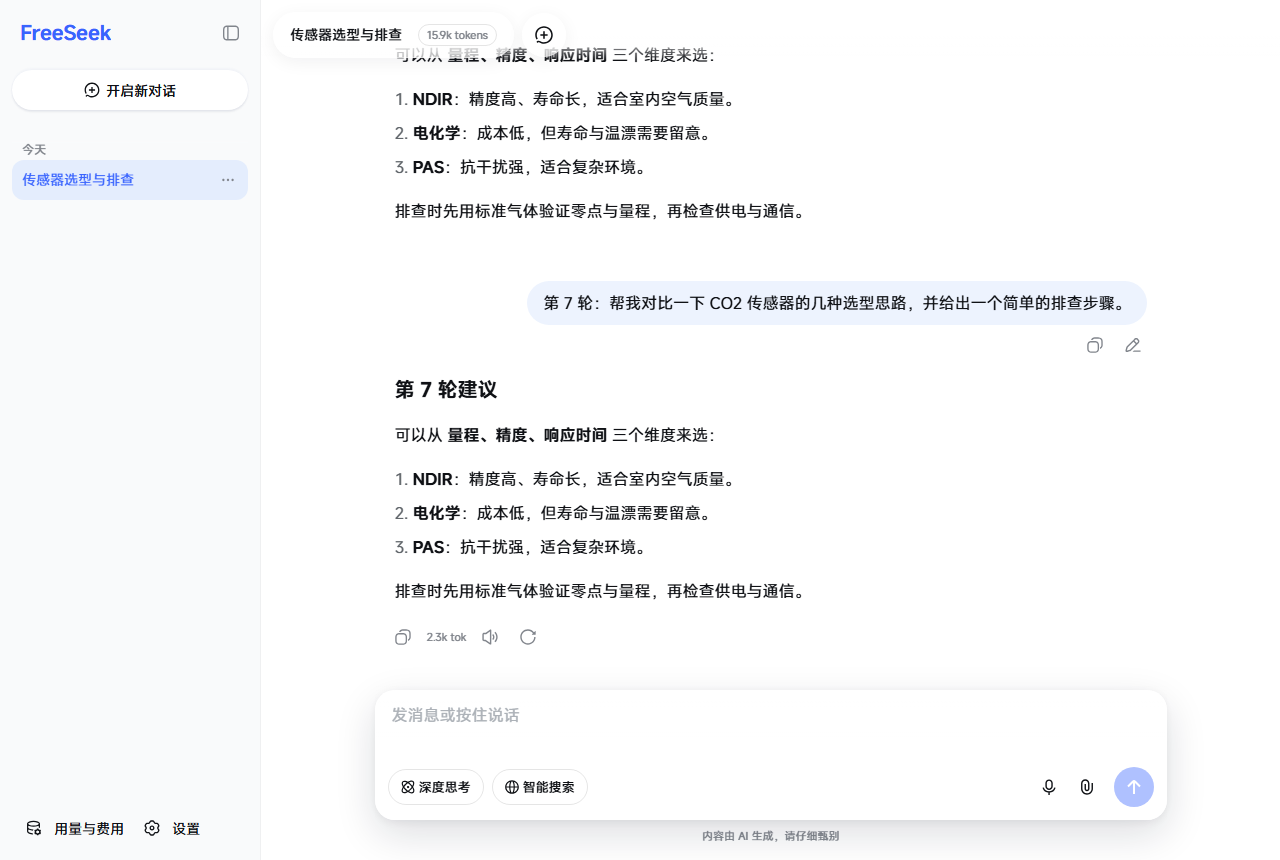 FreeSeek
开启新对话
今天
传感器选型与排查
用量与费用
设置
传感器选型与排查 15.9k tokens
可以从 量程、精度、响应时间 三个维度来选：
1. NDIR：精度高、寿命长，适合室内空气质量。
2. 电化学：成本低，但寿命与温漂需要留意。
3. PAS：抗干扰强，适合复杂环境。
排查时先用标准气体验证零点与量程，再检查供电与通信。
第 7 轮：帮我对比一下 CO2 传感器的几种选型思路，并给出一个简单的排查步骤。
第 7 轮建议
可以从 量程、精度、响应时间 三个维度来选：
1. NDIR：精度高、寿命长，适合室内空气质量。
2. 电化学：成本低，但寿命与温漂需要留意。
3. PAS：抗干扰强，适合复杂环境。
排查时先用标准气体验证零点与量程，再检查供电与通信。
2.3k tok
发消息或按住说话
深度思考 智能搜索
内容由 AI 生成，请仔细甄别